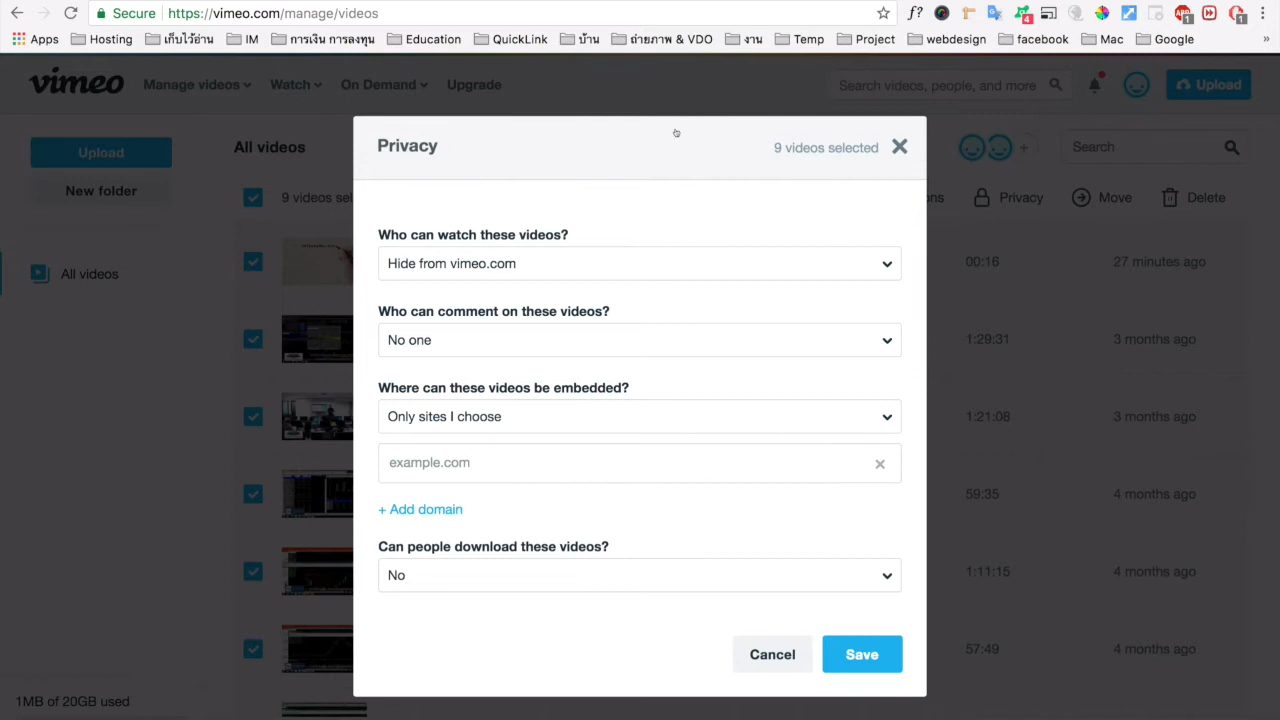 Secure https://vimeo.com/manage/videos f? 4 1 1
Apps Hosting เก็บไว้อ่าน IM การเงิน การลงทุน Education QuickLink บ้าน ถ่ายภาพ & VDO งาน Temp Project webdesign facebook Mac Google »
vimeo Manage videos Watch On Demand Upgrade Search videos, people, and more Upload
Upload All videos Privacy 9 videos selected Search
New folder 9 videos sel ons Privacy Move Delete
Who can watch these videos?
All videos Hide from vimeo.com 00:16 27 minutes ago
Who can comment on these videos?
No one 1:29:31 3 months ago
Where can these videos be embedded?
Only sites I choose 1:21:08 3 months ago
example.com
59:35 4 months ago
+ Add domain
Can people download these videos?
No 1:11:15 4 months ago
Cancel Save 57:49 4 months ago
1MB of 20GB used